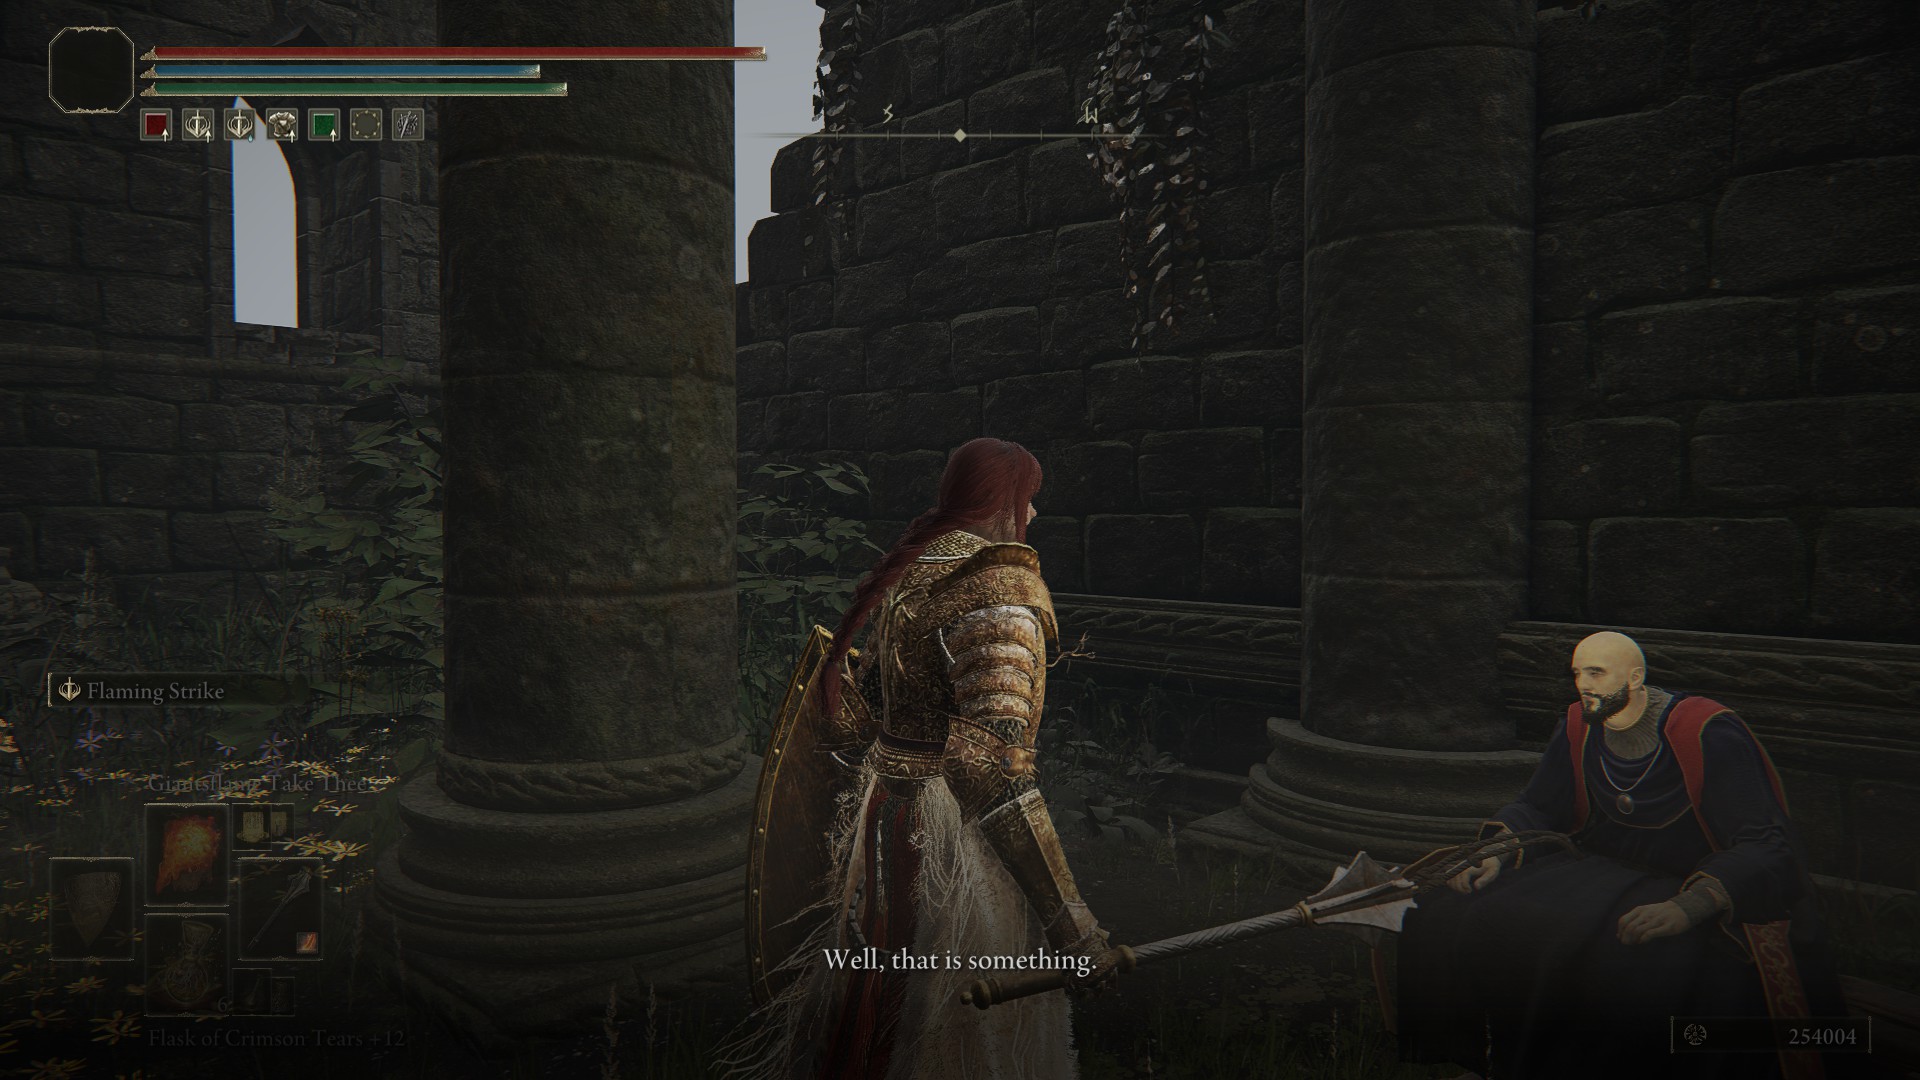 S
W
Flaming Strike
Giantsflame Take Thee
6
Flask of Crimson Tears +12
Well, that is something.
254004